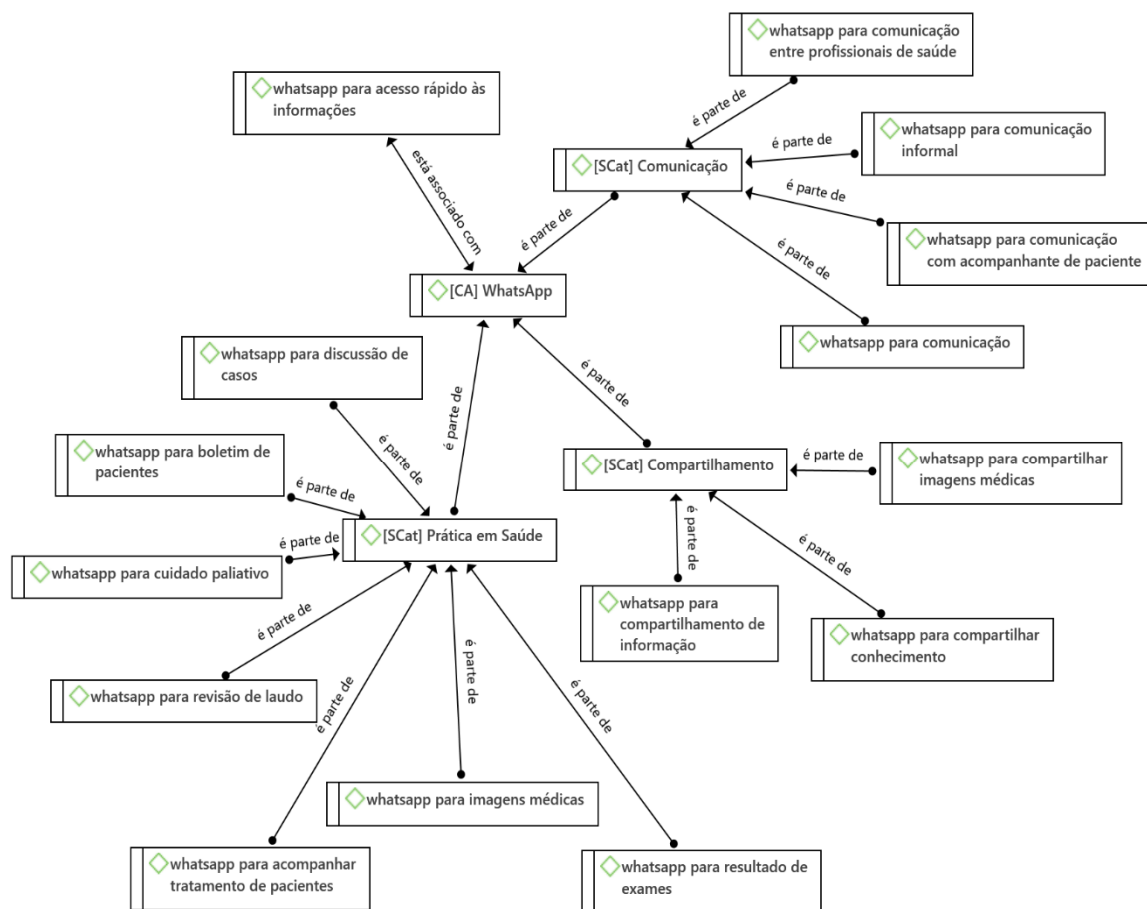 whatsapp para comunicação
entre profissionais de saúde
whatsapp para acesso rápido às
informações
é parte de
whatsapp para comunicação
informal
é parte de
[SCat] Comunicação
é parte de
está associado com
é parte de
whatsapp para comunicação
com acompanhante de paciente
é parte de
[CA] WhatsApp
whatsapp para comunicação
whatsapp para discussão de
casos
é parte de
é parte de
whatsapp para boletim de
pacientes
é parte de
[SCat] Compartilhamento
é parte de
whatsapp para compartilhar
imagens médicas
é parte de
[SCat] Prática em Saúde
é parte de
whatsapp para cuidado paliativo
é parte de
é parte de
whatsapp para
compartilhamento de
informação
whatsapp para compartilhar
conhecimento
é parte de
whatsapp para revisão de laudo
é parte de
é parte de
é parte de
whatsapp para imagens médicas
whatsapp para acompanhar
tratamento de pacientes
whatsapp para resultado de
exames